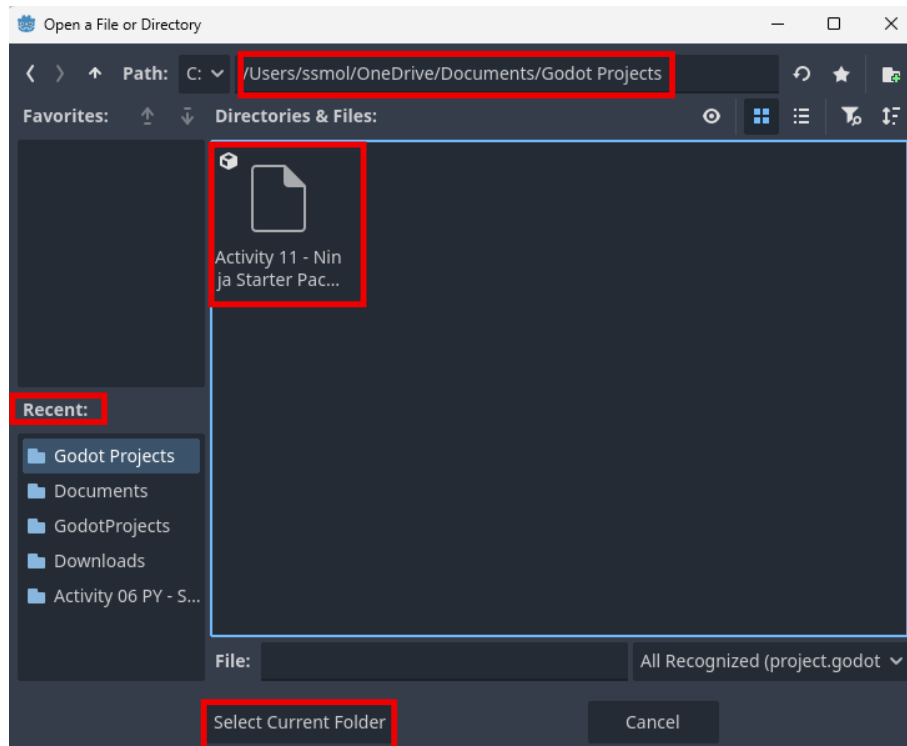 Open a File or Directory
Path: C: /Users/ssmol/OneDrive/Documents/Godot Projects
Favorites: Directories & Files:
Activity 11 - Nin
ja Starter Pac...
Recent:
Godot Projects
Documents
GodotProjects
Downloads
Activity 06 PY - S...
File: All Recognized (project.godot
Select Current Folder Cancel